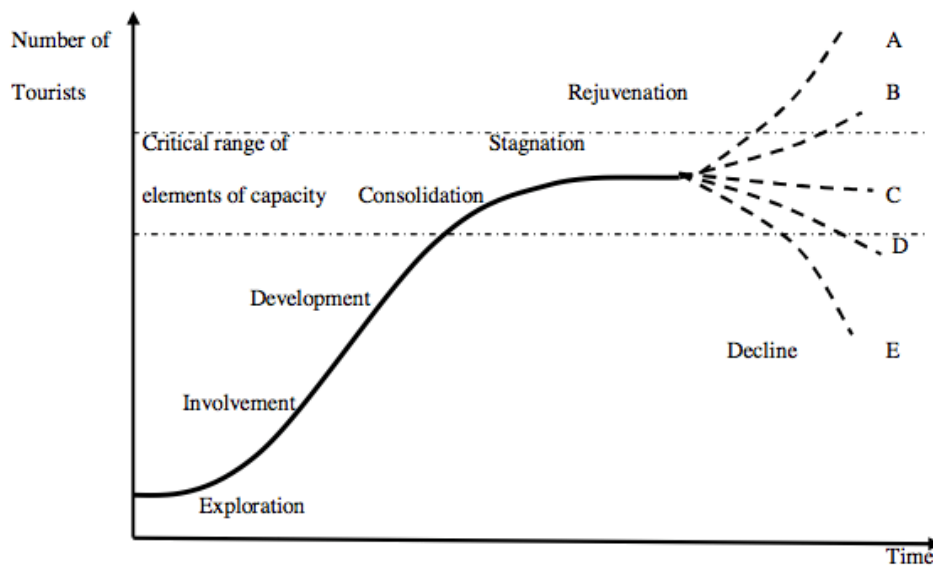 Number of
Tourists
A
Rejuvenation
B
Critical range of
elements of capacity
Stagnation
Consolidation
C
D
Development
Decline
E
Involvement
Exploration
Time